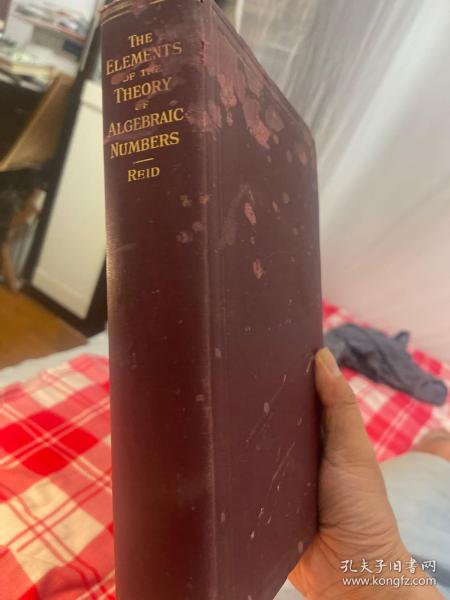 THE
ELEMENTS
OF THE
THEORY
OF
ALGEBRAIC
NUMBERS
REID
孔夫子旧书网
www.kongfz.com